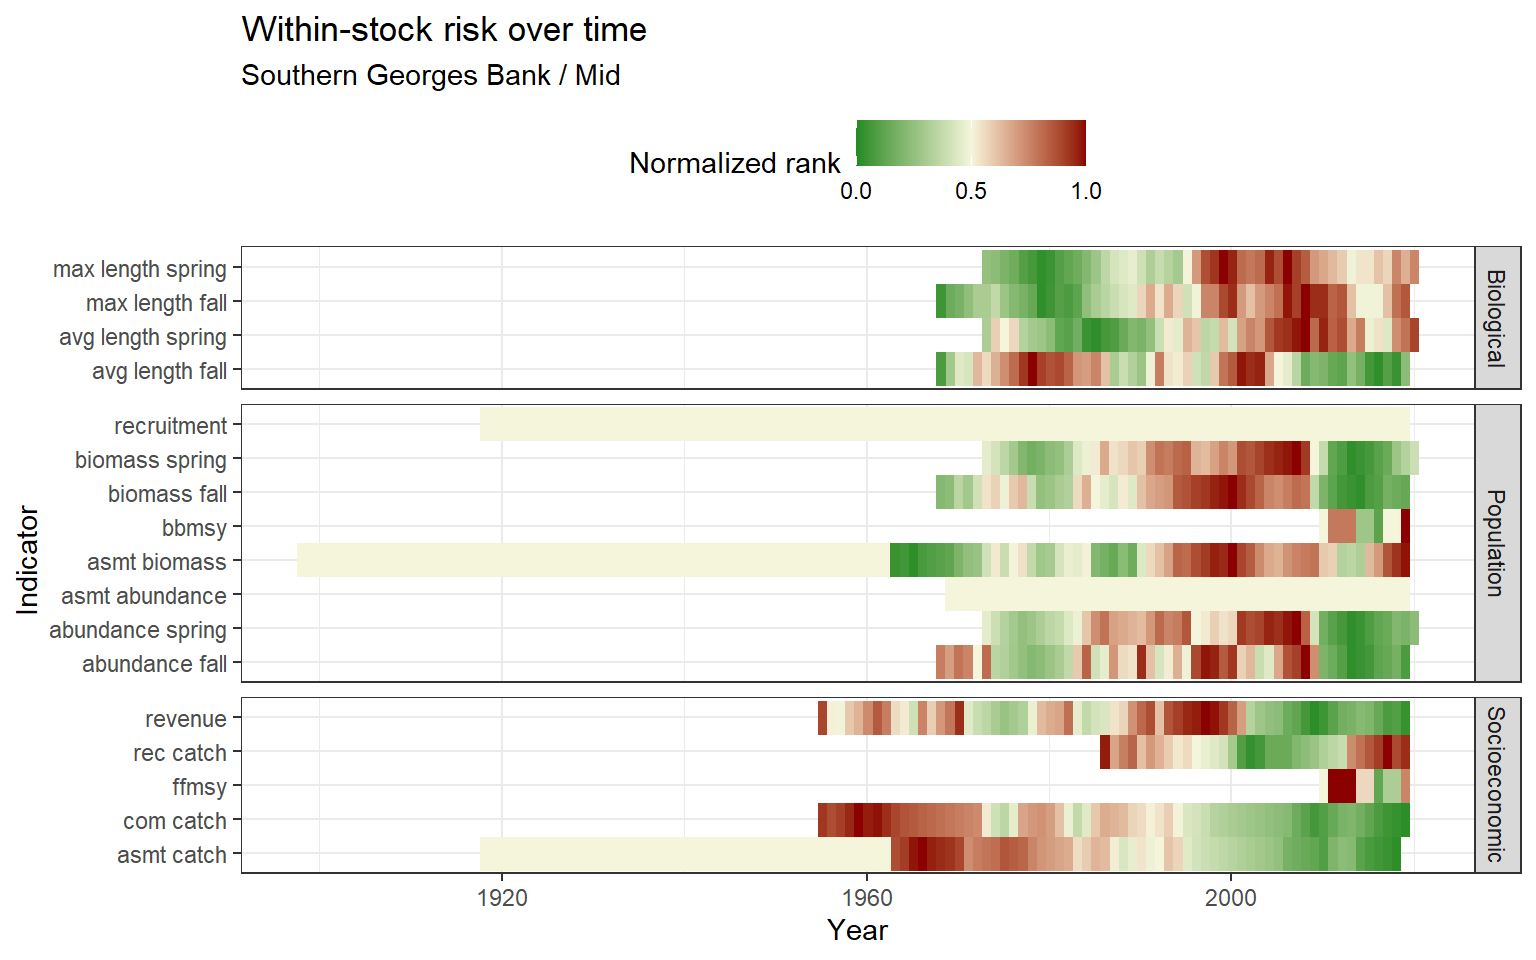 Within-stock risk over time
Southern Georges Bank / Mid
Normalized rank
0.0 0.5 1.0
max length spring
max length fall
avg length spring
avg length fall
Biological
recruitment
biomass spring
biomass fall
bbmsy
asmt biomass
asmt abundance
abundance spring
abundance fall
Population
revenue
rec catch
ffmsy
com catch
asmt catch
Socioeconomic
Indicator
1920 1960 2000
Year